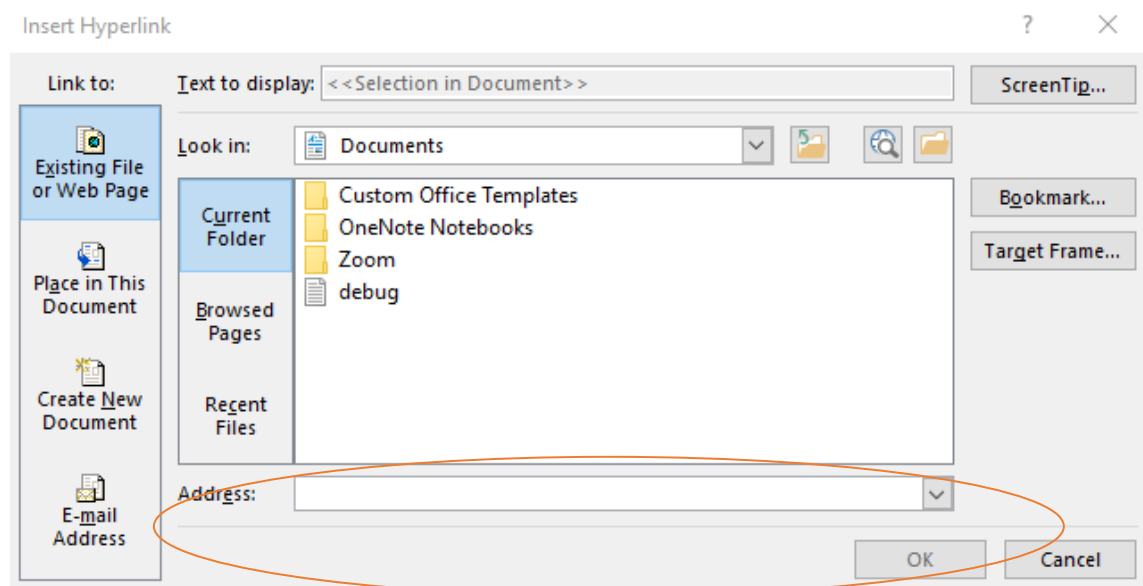 Insert Hyperlink
?
Link to:
Text to display:
<<Selection in Document>>
ScreenTip...
Existing File
or Web Page
Look in:
Documents
Current
Folder
Custom Office Templates
OneNote Notebooks
Zoom
debug
Bookmark...
Target Frame...
Place in This
Document
Browsed
Pages
Create New
Document
Recent
Files
E-mail
Address
Address:
OK
Cancel